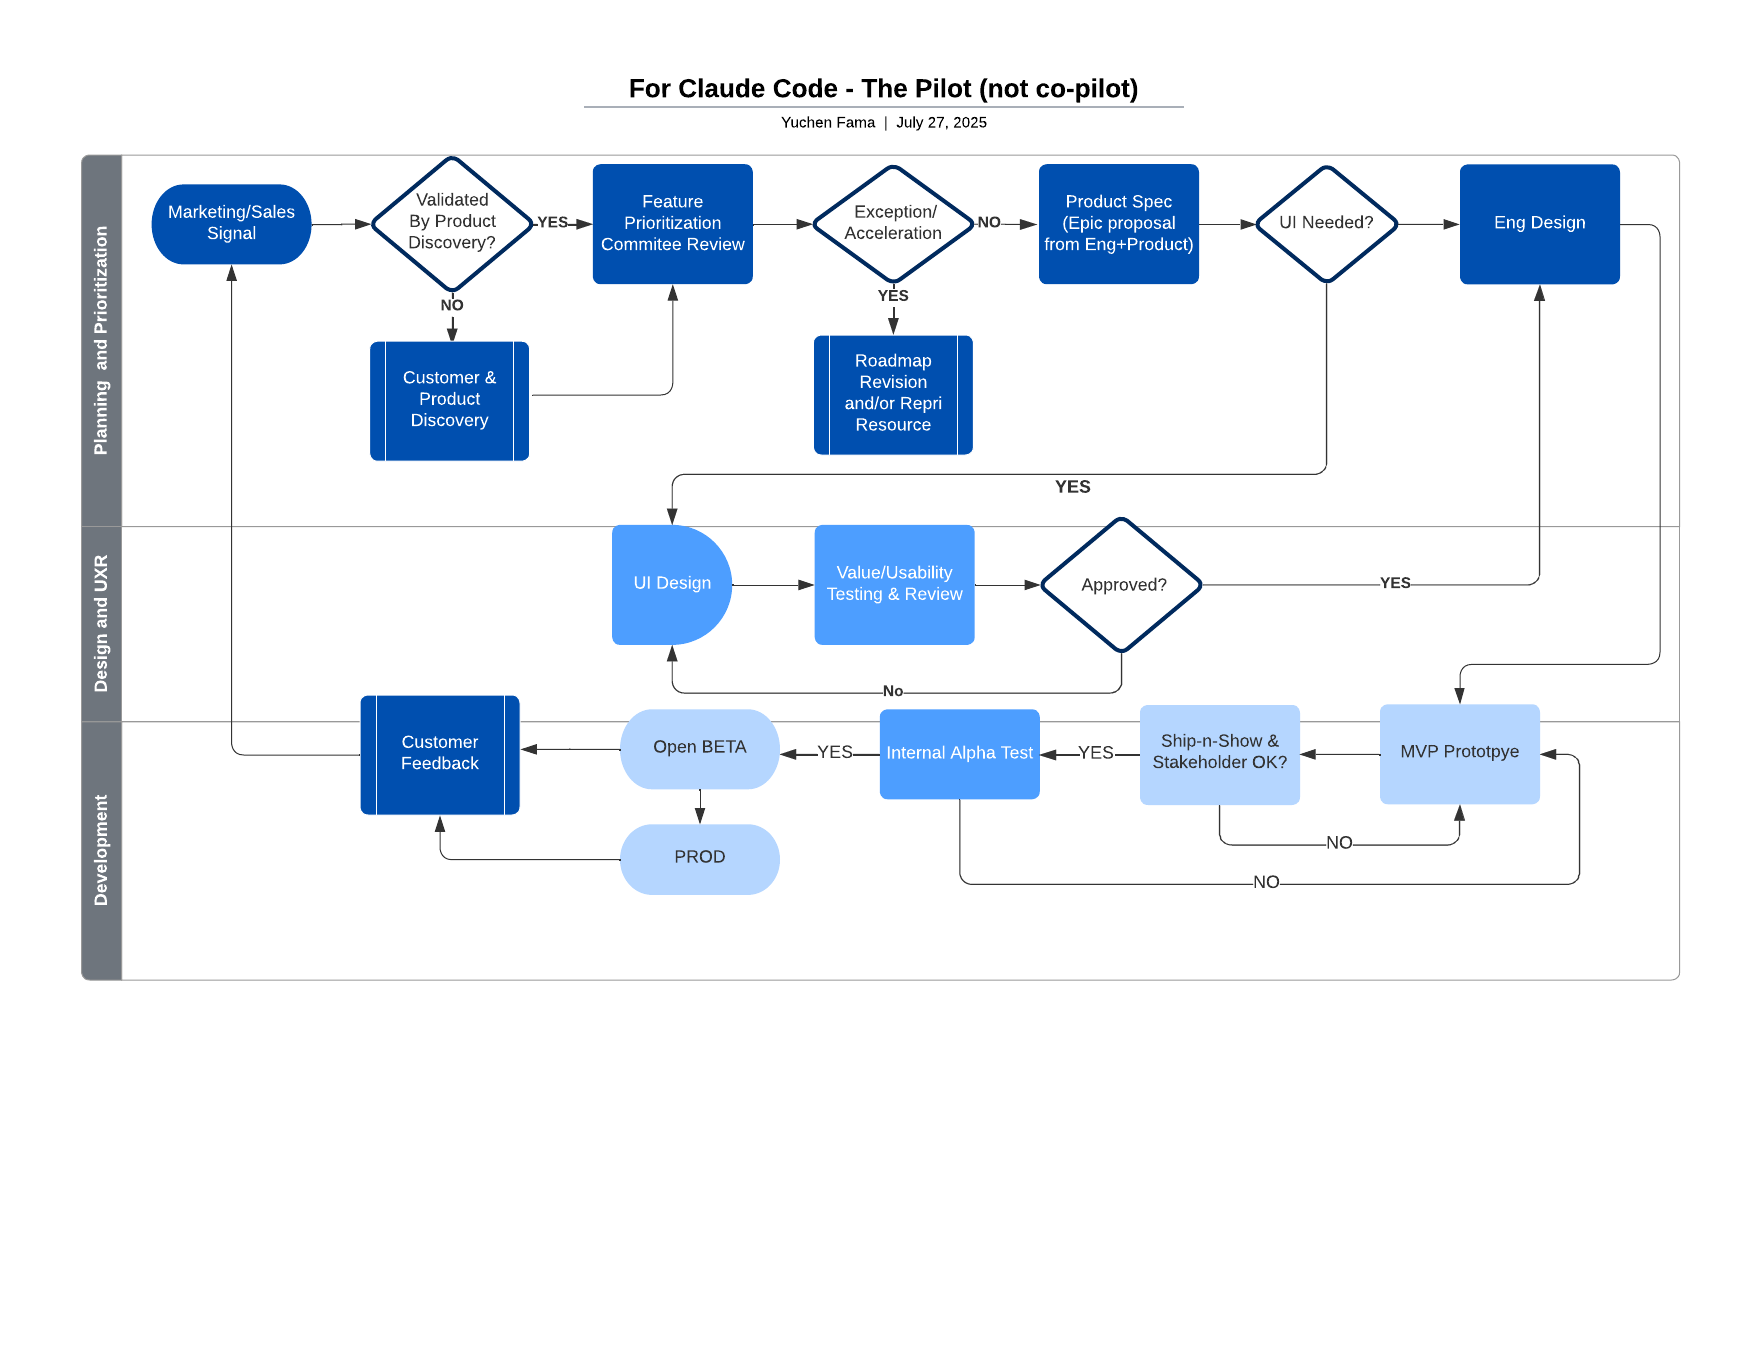 For Claude Code - The Pilot (not co-pilot)
Yuchen Fama | July 27, 2025
Planning and Prioritization
Marketing/Sales
Signal
Validated
By Product
Discovery?
YES
NO
Feature
Prioritization
Commitee Review
Exception/
Acceleration
NO
YES
Product Spec
(Epic proposal
from Eng+Product)
UI Needed?
Eng Design
Customer &
Product
Discovery
Roadmap
Revision
and/or Repri
Resource
YES
Design and UXR
UI Design
Value/Usability
Testing & Review
Approved?
YES
No
Development
Customer
Feedback
Open BETA
YES
Internal Alpha Test
YES
Ship-n-Show &
Stakeholder OK?
MVP Prototpye
NO
PROD
NO